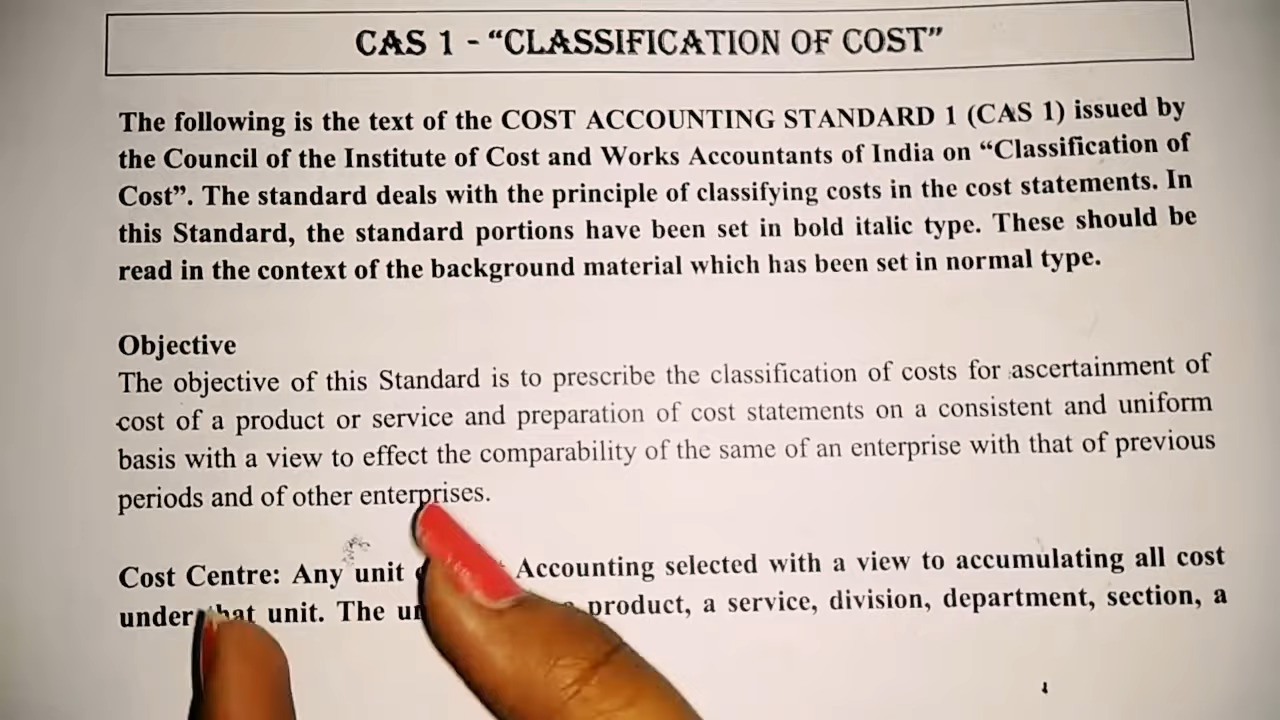 CAS 1 - “CLASSIFICATION OF COST”
The following is the text of the COST ACCOUNTING STANDARD 1 (CAS 1) issued by
the Council of the Institute of Cost and Works Accountants of India on “Classification of
Cost”. The standard deals with the principle of classifying costs in the cost statements. In
this Standard, the standard portions have been set in bold italic type. These should be
read in the context of the background material which has been set in normal type.
Objective
The objective of this Standard is to prescribe the classification of costs for ascertainment of
cost of a product or service and preparation of cost statements on a consistent and uniform
basis with a view to effect the comparability of the same of an enterprise with that of previous
periods and of other enterprises.
Cost Centre: Any unit Accounting selected with a view to accumulating all cost
under that unit. The product, a service, division, department, section, a